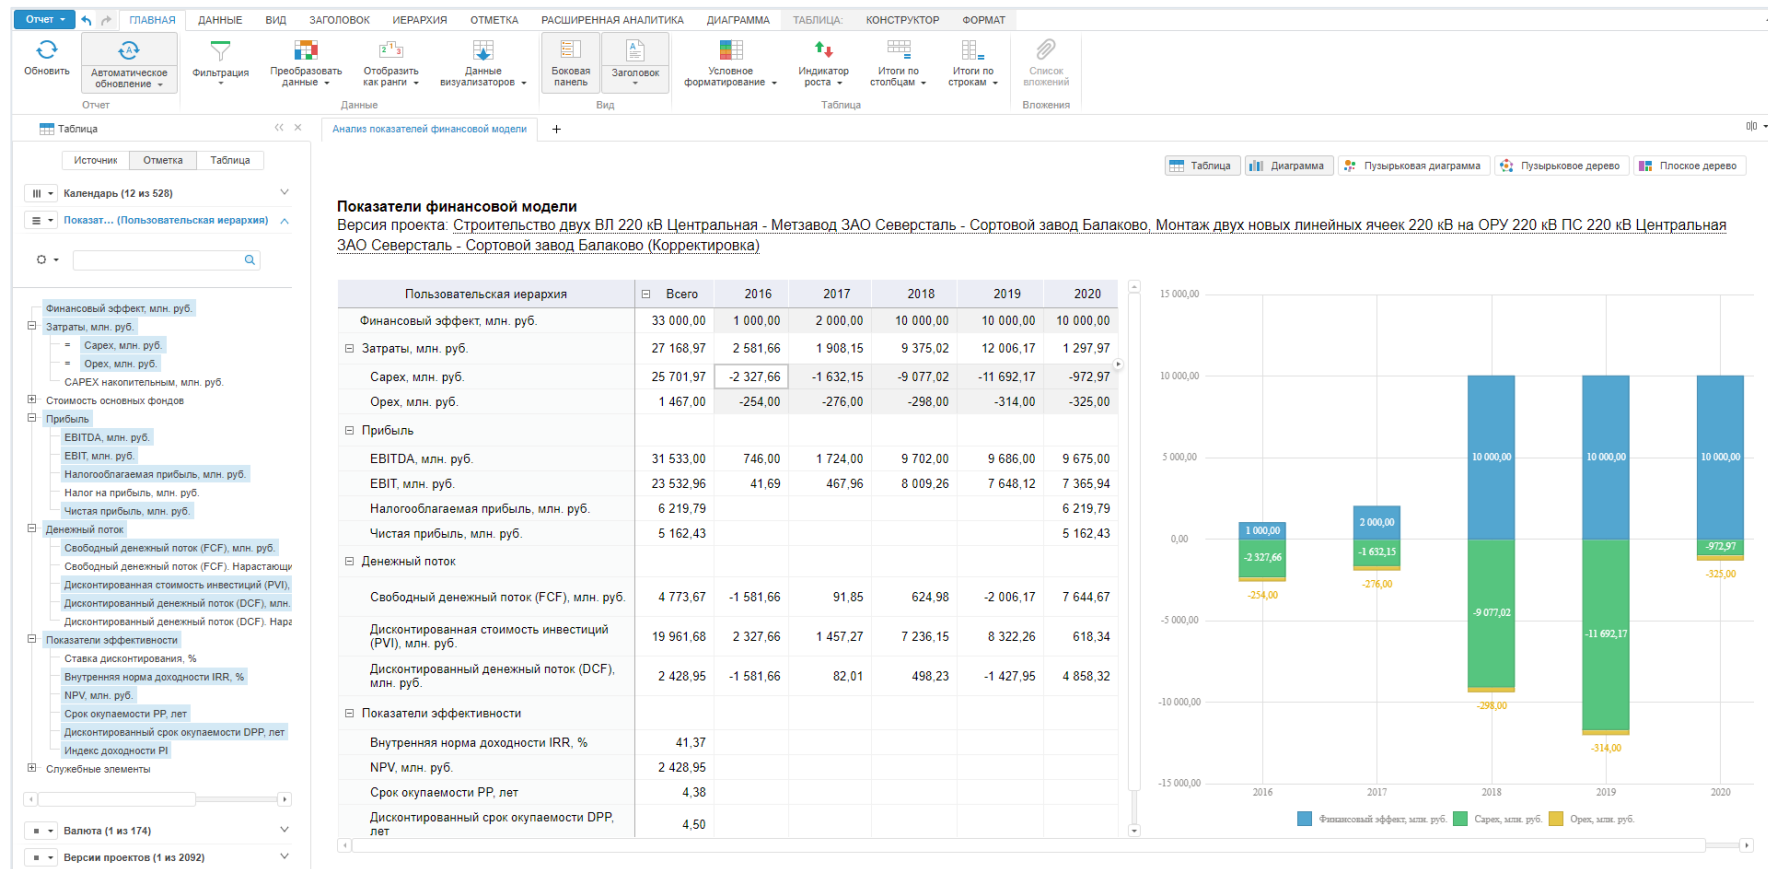 Отчет ГЛАВНАЯ ДАННЫЕ ВИД ЗАГОЛОВОК ИЕРАРХИЯ ОТМЕТКА РАСШИРЕННАЯ АНАЛИТИКА ДИАГРАММА ТАБЛИЦА: КОНСТРУКТОР ФОРМАТ
Обновить
Автоматическое обновление
Фильтрация
Преобразовать данные
Отобразить как ранги
Данные визуализаторов
Боковая панель
Заголовок
Условное форматирование
Индикатор роста
Итоги по столбцам
Итоги по строкам
Список вложений
Отчет Данные Вид Таблица Вложения
Таблица
Анализ показателей финансовой модели +
Источник Отметка Таблица
Таблица Диаграмма Пузырьковая диаграмма Пузырьковое дерево Плоское дерево
Календарь (12 из 528)
Показат... (Пользовательская иерархия)
Финансовый эффект, млн. руб.
Затраты, млн. руб.
= Capex, млн. руб.
= Opex, млн. руб.
CAPEX накопительным, млн. руб.
Стоимость основных фондов
Прибыль
EBITDA, млн. руб.
EBIT, млн. руб.
Налогооблагаемая прибыль, млн. руб.
Налог на прибыль, млн. руб.
Чистая прибыль, млн. руб.
Денежный поток
Свободный денежный поток (FCF), млн. руб.
Свободный денежный поток (FCF). Нарастающи
Дисконтированная стоимость инвестиций (PVI),
Дисконтированный денежный поток (DCF), млн.
Дисконтированный денежный поток (DCF). Нара
Показатели эффективности
Ставка дисконтирования, %
Внутренняя норма доходности IRR, %
NPV, млн. руб.
Срок окупаемости PP, лет
Дисконтированный срок окупаемости DPP, лет
Индекс доходности PI
Служебные элементы
Валюта (1 из 174)
Версии проектов (1 из 2092)
Показатели финансовой модели
Версия проекта: Строительство двух ВЛ 220 кВ Центральная - Метзавод ЗАО Северсталь - Сортовой завод Балаково, Монтаж двух новых линейных ячеек 220 кВ на ОРУ 220 кВ ПС 220 кВ Центральная
ЗАО Северсталь - Сортовой завод Балаково (Корректировка)
Пользовательская иерархия Всего 2016 2017 2018 2019 2020
Финансовый эффект, млн. руб. 33 000,00 1 000,00 2 000,00 10 000,00 10 000,00 10 000,00
Затраты, млн. руб. 27 168,97 2 581,66 1 908,15 9 375,02 12 006,17 1 297,97
Capex, млн. руб. 25 701,97 -2 327,66 -1 632,15 -9 077,02 -11 692,17 -972,97
Opex, млн. руб. 1 467,00 -254,00 -276,00 -298,00 -314,00 -325,00
Прибыль
EBITDA, млн. руб. 31 533,00 746,00 1 724,00 9 702,00 9 686,00 9 675,00
EBIT, млн. руб. 23 532,96 41,69 467,96 8 009,26 7 648,12 7 365,94
Налогооблагаемая прибыль, млн. руб. 6 219,79 6 219,79
Чистая прибыль, млн. руб. 5 162,43 5 162,43
Денежный поток
Свободный денежный поток (FCF), млн. руб. 4 773,67 -1 581,66 91,85 624,98 -2 006,17 7 644,67
Дисконтированная стоимость инвестиций
(PVI), млн. руб. 19 961,68 2 327,66 1 457,27 7 236,15 8 322,26 618,34
Дисконтированный денежный поток (DCF),
млн. руб. 2 428,95 -1 581,66 82,01 498,23 -1 427,95 4 858,32
Показатели эффективности
Внутренняя норма доходности IRR, % 41,37
NPV, млн. руб. 2 428,95
Срок окупаемости PP, лет 4,38
Дисконтированный срок окупаемости DPP,
лет 4,50
15 000,00
10 000,00
5 000,00
0,00
-5 000,00
-10 000,00
-15 000,00
1 000,00 2 000,00 10 000,00 10 000,00 10 000,00
-2 327,66 -1 632,15 -9 077,02 -11 692,17 -972,97
-254,00 -276,00 -298,00 -314,00 -325,00
2016 2017 2018 2019 2020
Финансовый эффект, млн. руб. Capex, млн. руб. Opex, млн. руб.